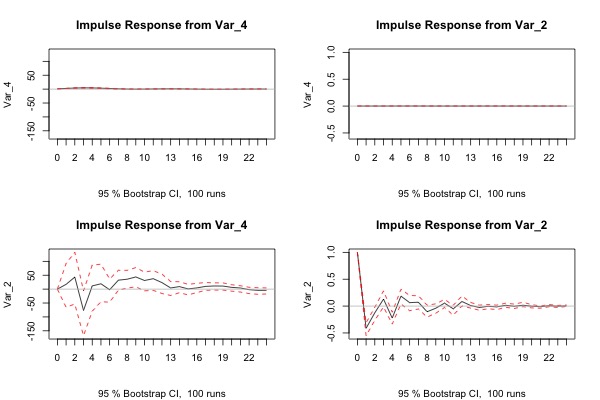 Impulse Response from Var_4
Var_4
50
-50
-150
0 2 4 6 8 10 13 16 19 22
95 % Bootstrap CI,  100 runs
Impulse Response from Var_2
Var_4
1.0
0.5
0.0
-0.5
0 2 4 6 8 10 13 16 19 22
95 % Bootstrap CI,  100 runs
Impulse Response from Var_4
Var_2
50
-50
-150
0 2 4 6 8 10 13 16 19 22
95 % Bootstrap CI,  100 runs
Impulse Response from Var_2
Var_2
1.0
0.5
0.0
-0.5
0 2 4 6 8 10 13 16 19 22
95 % Bootstrap CI,  100 runs